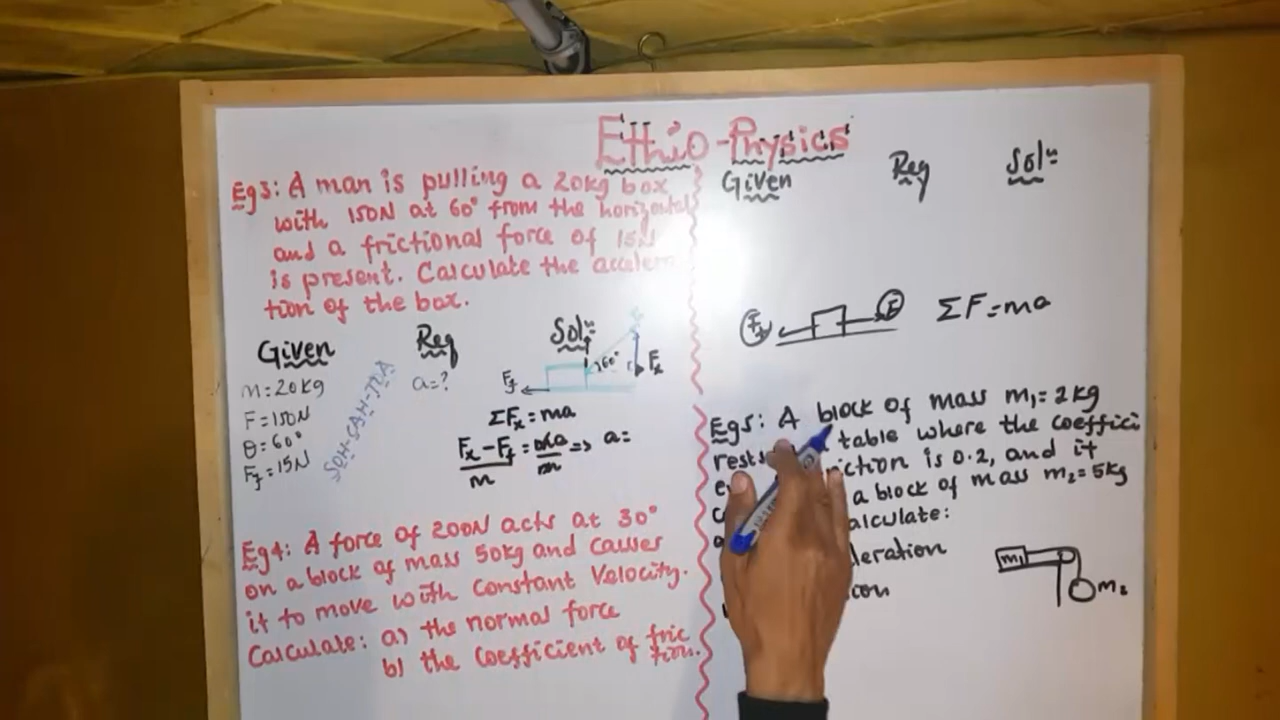 Ethio-Physics
Eg3: A man is pulling a 20kg box
with 150N at 60° from the horizontal
and a frictional force of 15N
is present. Calculate the accelera
tion of the box.
Given
Req
Sol
m=20kg
F=150N
θ=60°
Ff=15N
SOH-CAH-TOA
a=?
Ff
60°
Fx
ΣFx=ma
Fx-Ff = ma => a=
m m
Eg4: A force of 200N acts at 30°
on a block of mass 50kg and causes
it to move with constant velocity.
Calculate: a) the normal force
b) the coefficient of fric
tion.
Given
Req
Sol
F
ΣF=ma
Eg5: A block of mass m₁=2kg
rests table where the coeffici
riction is 0.2, and it
a block of mass m₂=5kg
alculate:
leration
m₁
m₂